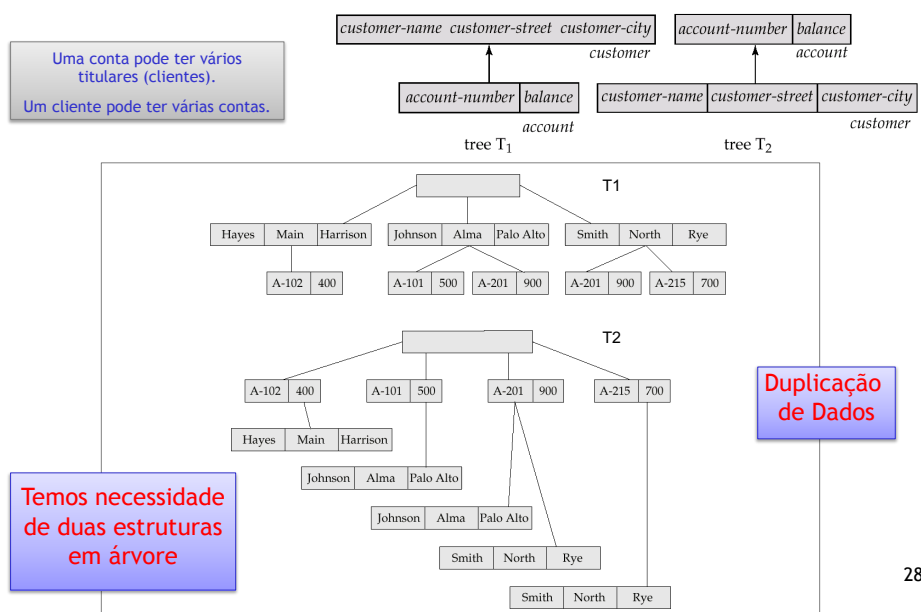 Uma conta pode ter vários
titulares (clientes).
Um cliente pode ter várias contas.
customer-name customer-street customer-city
customer
account-number balance
account
tree T1
account-number balance
account
customer-name customer-street customer-city
customer
tree T2
T1
Hayes Main Harrison
Johnson Alma Palo Alto
Smith North Rye
A-102 400
A-101 500
A-201 900
A-201 900
A-215 700
T2
A-102 400
A-101 500
A-201 900
A-215 700
Hayes Main Harrison
Johnson Alma Palo Alto
Johnson Alma Palo Alto
Smith North Rye
Smith North Rye
Duplicação
de Dados
Temos necessidade
de duas estruturas
em árvore
28